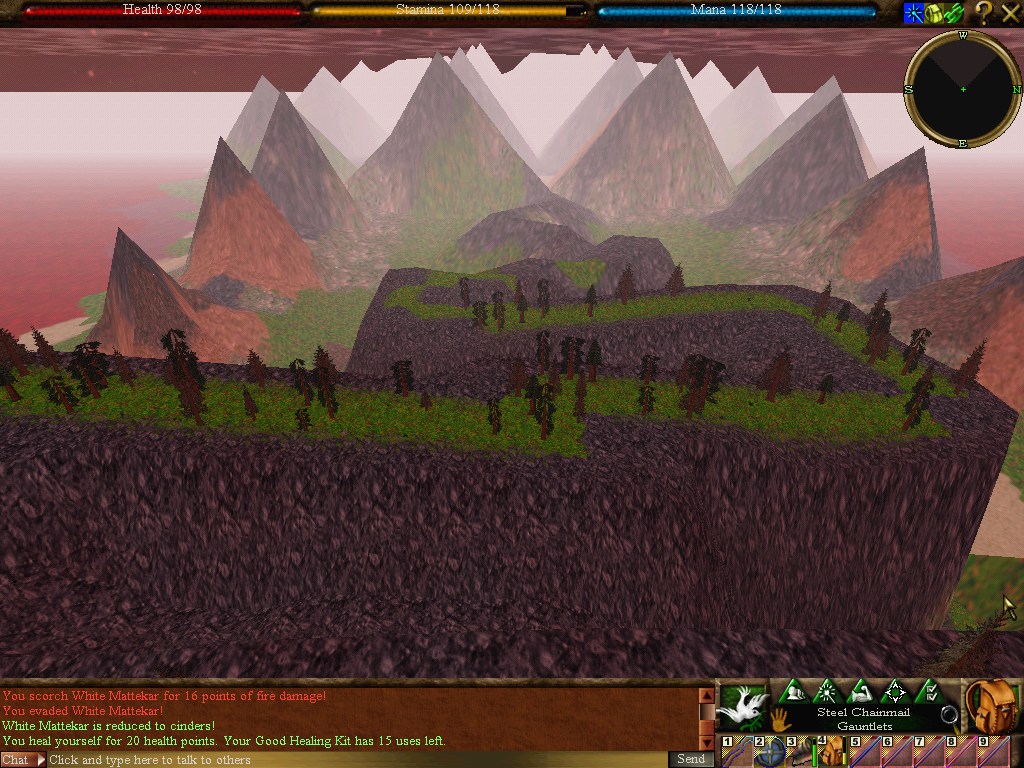 Health 98/98
Stamina 109/118
Mana 118/118
?
W
S
N
E
You scorch White Mattekar for 16 points of fire damage!
You evaded White Mattekar!
White Mattekar is reduced to cinders!
You heal yourself for 20 health points. Your Good Healing Kit has 15 uses left.
Chat
Click and type here to talk to others
Send
Steel Chainmail
Gauntlets
1 2 3 4 5 6 7 8 9